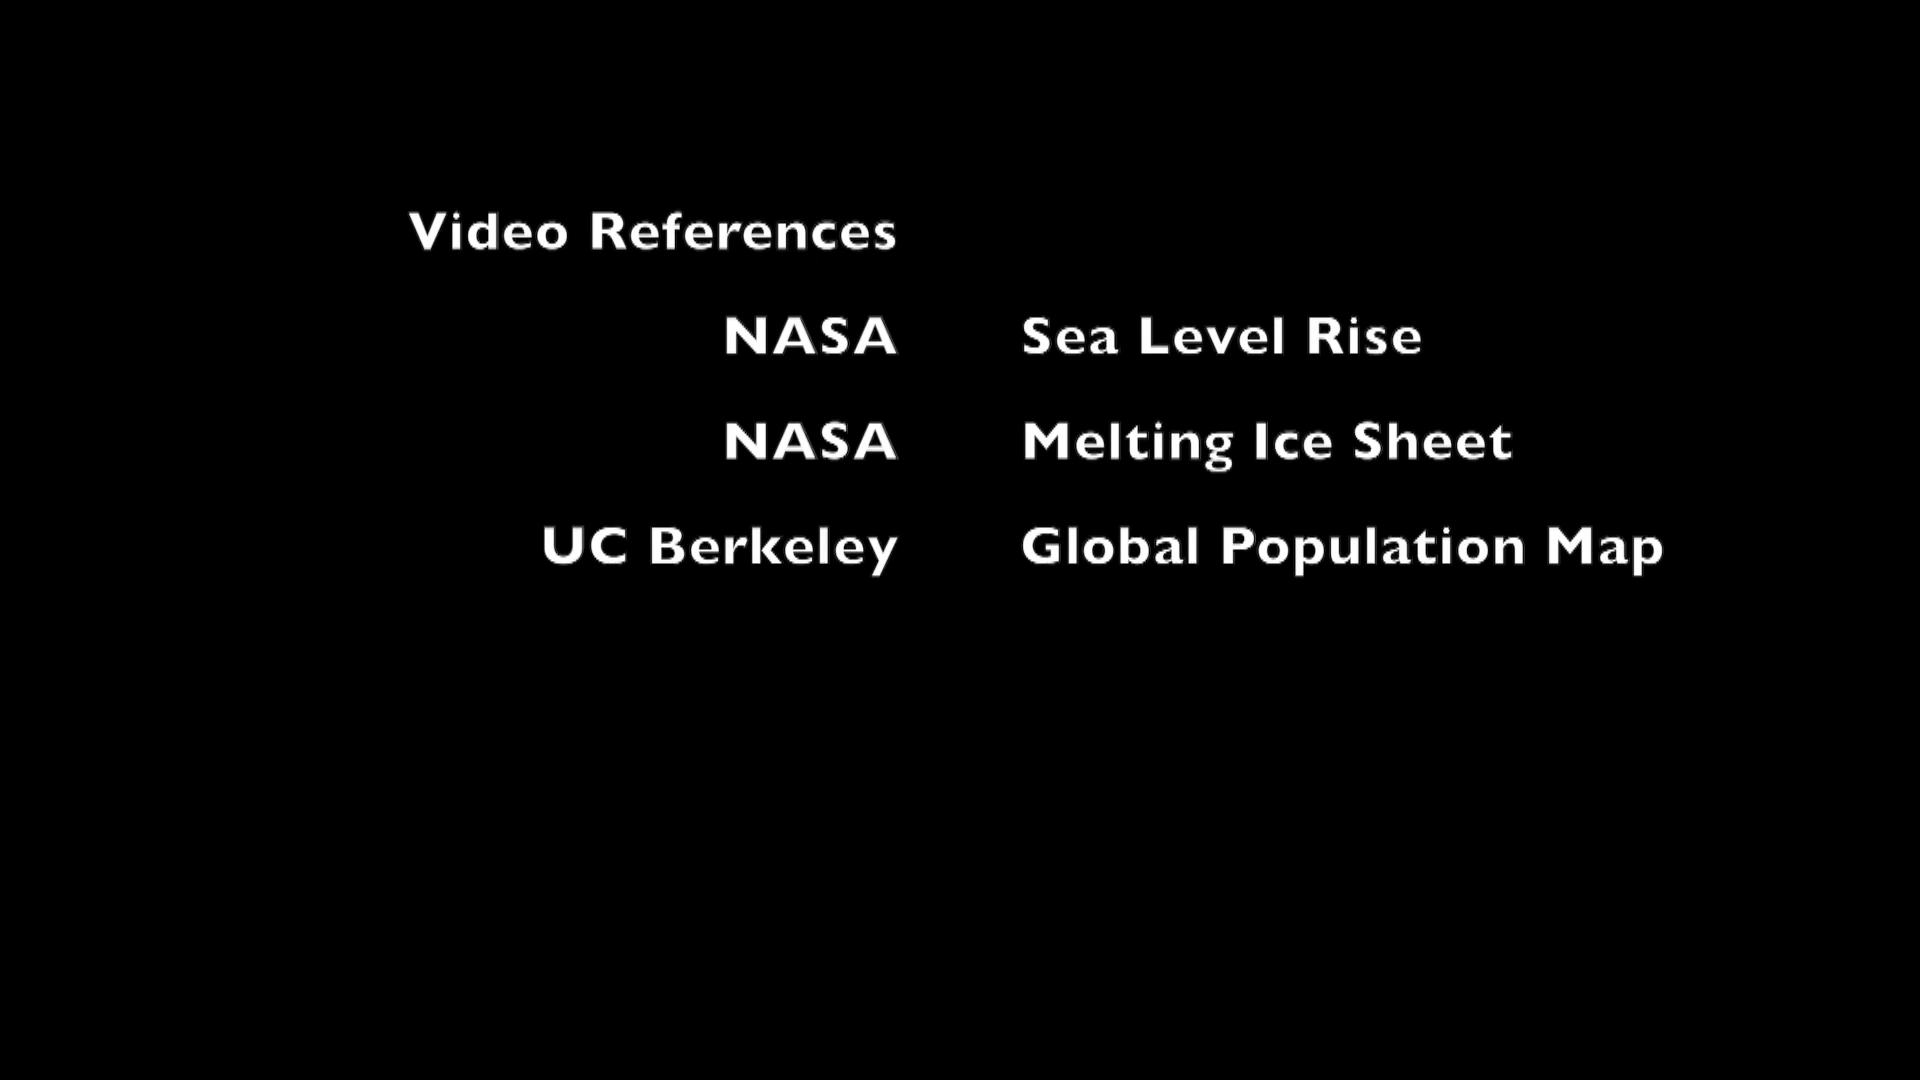 Video References
NASA Sea Level Rise
NASA Melting Ice Sheet
UC Berkeley Global Population Map